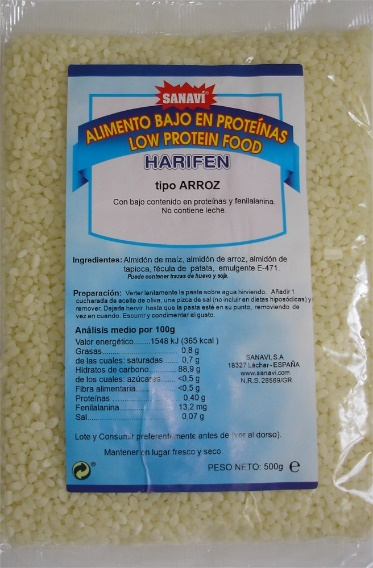 SANAVÍ
ALIMENTO BAJO EN PROTEÍNAS
LOW PROTEIN FOOD
HARIFEN
tipo ARROZ
Con bajo contenido en proteínas y fenilalanina.
No contiene leche.
Ingredientes: Almidón de maíz, almidón de arroz, almidón de
tapioca, fécula de patata, emulgente E-471.
Puede contener trazas de huevo y soja.
Preparación: Verter lentamente la pasta sobre agua hirviendo. Añadir 1
cucharada de aceite de oliva, una pizca de sal (no incluir en dietas hiposódicas) y
remover. Dejarla hervir hasta que la pasta esté en su punto, removiendo de
vez en cuando. Escurrir y condimentar al gusto.
Análisis medio por 100g
Valor energético.......1548 kJ (365 kcal )
Grasas........................ 0,8 g
de las cuales: saturadas ...... 0,7 g
Hidratos de carbono........ 88,9 g
de los cuales: azúcares ..... <0,5 g
Fibra alimentaria............ <0,5 g
Proteínas .................... 0,40 g
Fenilalanina................. 13,2 mg
Sal............................ 0,07 g
SANAVI, S.A
18327 Láchar - ESPAÑA
www.sanavi.com
N.R.S. 26569/GR
Lote y Consumir preferentemente antes de (ver al dorso).
Mantener en lugar fresco y seco
PESO NETO: 500g e